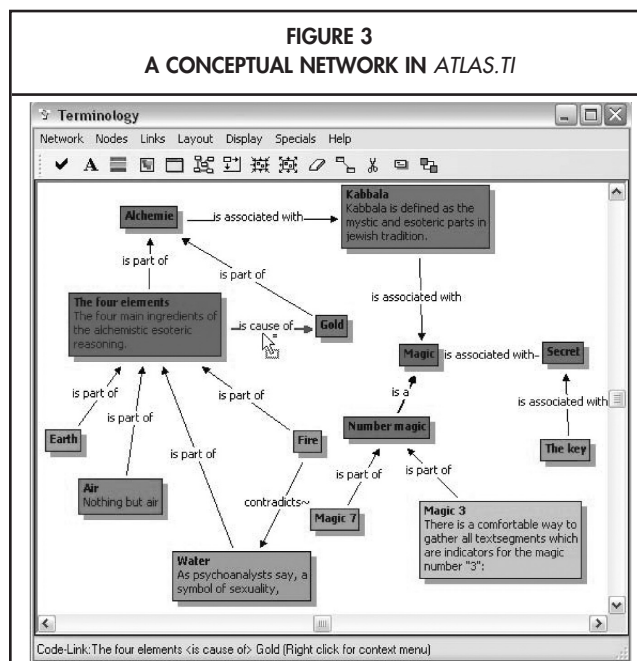 FIGURE 3
A CONCEPTUAL NETWORK IN ATLAS.TI
Terminology
Network Nodes Links Layout Display Specials Help
A
Kabbala
Kabbala is defined as the
mystic and esoteric parts in
jewish tradition.
Alchemie
is associated with
is part of
is part of
is associated with
The four elements
The four main ingredients of
the alchemistic esoteric
reasoning.
is cause of
Gold
Magic
is associated with-
Secret
is part of
is part of
is part of
is part of
is a
is associated with
Earth
Fire
Number magic
The key
Air
Nothing but air
is part of
is part of
contradicts~
Magic 7
Magic 3
There is a comfortable way to
gather all textsegments which
are indicators for the magic
number "3":
Water
As psychoanalysts say, a
symbol of sexuality,
Code-Link:The four elements <is cause of> Gold (Right click for context menu)